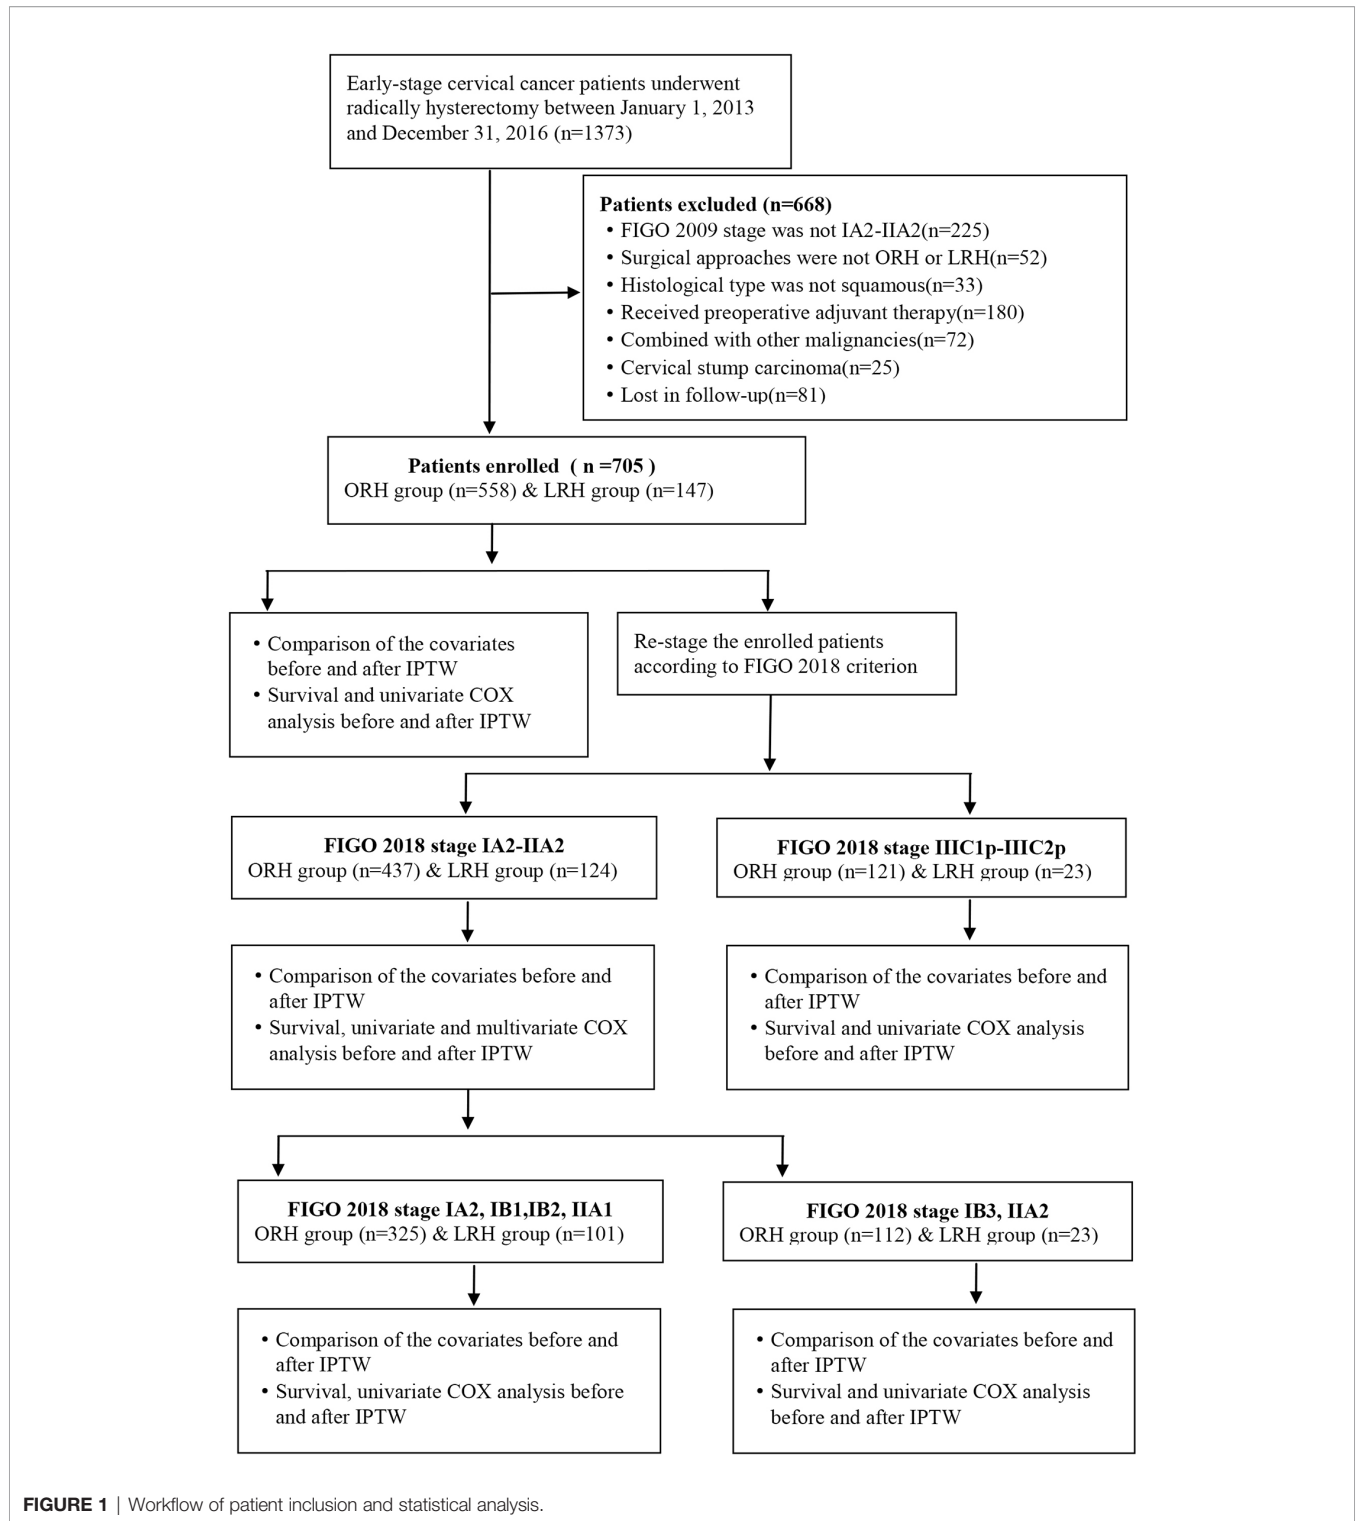 Early-stage cervical cancer patients underwent
radically hysterectomy between January 1, 2013
and December 31, 2016 (n=1373)
Patients excluded (n=668)
• FIGO 2009 stage was not IA2-IIA2(n=225)
• Surgical approaches were not ORH or LRH(n=52)
• Histological type was not squamous(n=33)
• Received preoperative adjuvant therapy(n=180)
• Combined with other malignancies(n=72)
• Cervical stump carcinoma(n=25)
• Lost in follow-up(n=81)
Patients enrolled ( n =705 )
ORH group (n=558) & LRH group (n=147)
• Comparison of the covariates
before and after IPTW
• Survival and univariate COX
analysis before and after IPTW
Re-stage the enrolled patients
according to FIGO 2018 criterion
FIGO 2018 stage IA2-IIA2
ORH group (n=437) & LRH group (n=124)
FIGO 2018 stage IIIC1p-IIIC2p
ORH group (n=121) & LRH group (n=23)
• Comparison of the covariates before and
after IPTW
• Survival, univariate and multivariate COX
analysis before and after IPTW
• Comparison of the covariates before and
after IPTW
• Survival and univariate COX analysis
before and after IPTW
FIGO 2018 stage IA2, IB1,IB2, IIA1
ORH group (n=325) & LRH group (n=101)
FIGO 2018 stage IB3, IIA2
ORH group (n=112) & LRH group (n=23)
• Comparison of the covariates before and
after IPTW
• Survival, univariate COX analysis before
and after IPTW
• Comparison of the covariates before and
after IPTW
• Survival and univariate COX analysis
before and after IPTW
FIGURE 1 | Workflow of patient inclusion and statistical analysis.